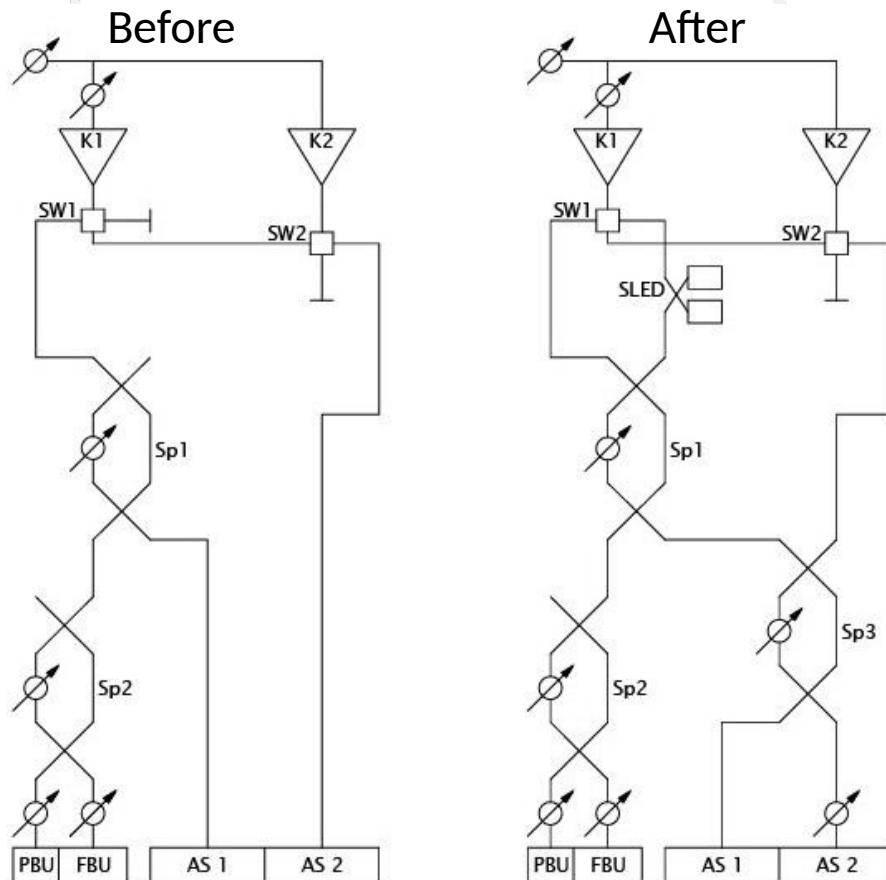 Before
After
K1
K2
K1
K2
SW1
SW2
SW1
SW2
SLED
Sp1
Sp1
Sp3
Sp2
Sp2
PBU FBU AS 1 AS 2
PBU FBU AS 1 AS 2